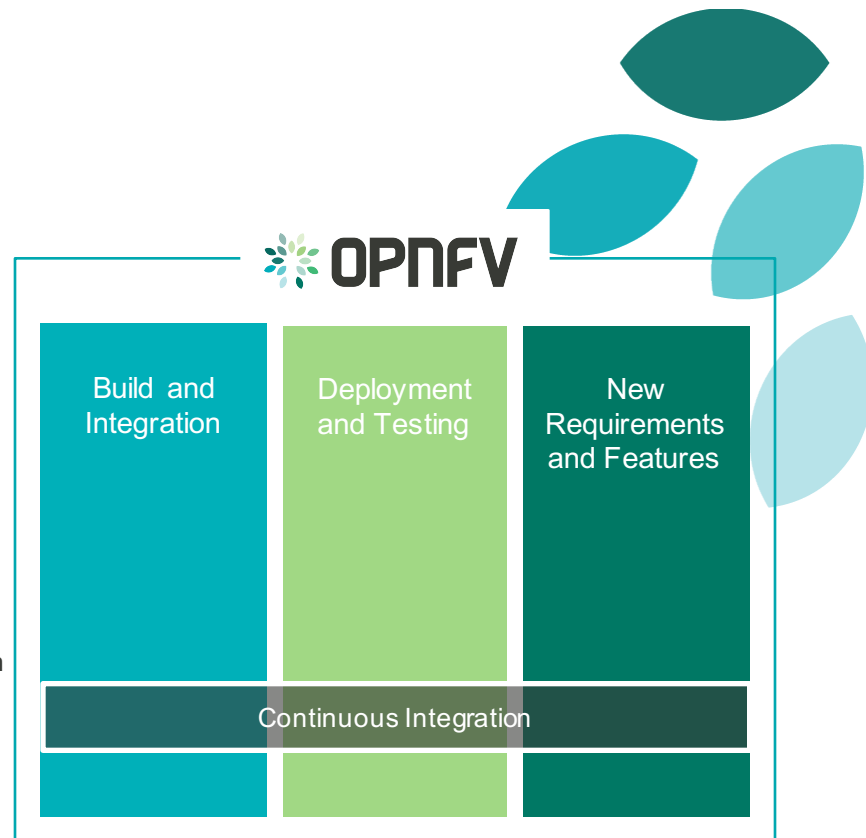 OPNFV
Build and
Integration
Deployment
and Testing
New
Requirements
and Features
Continuous Integration